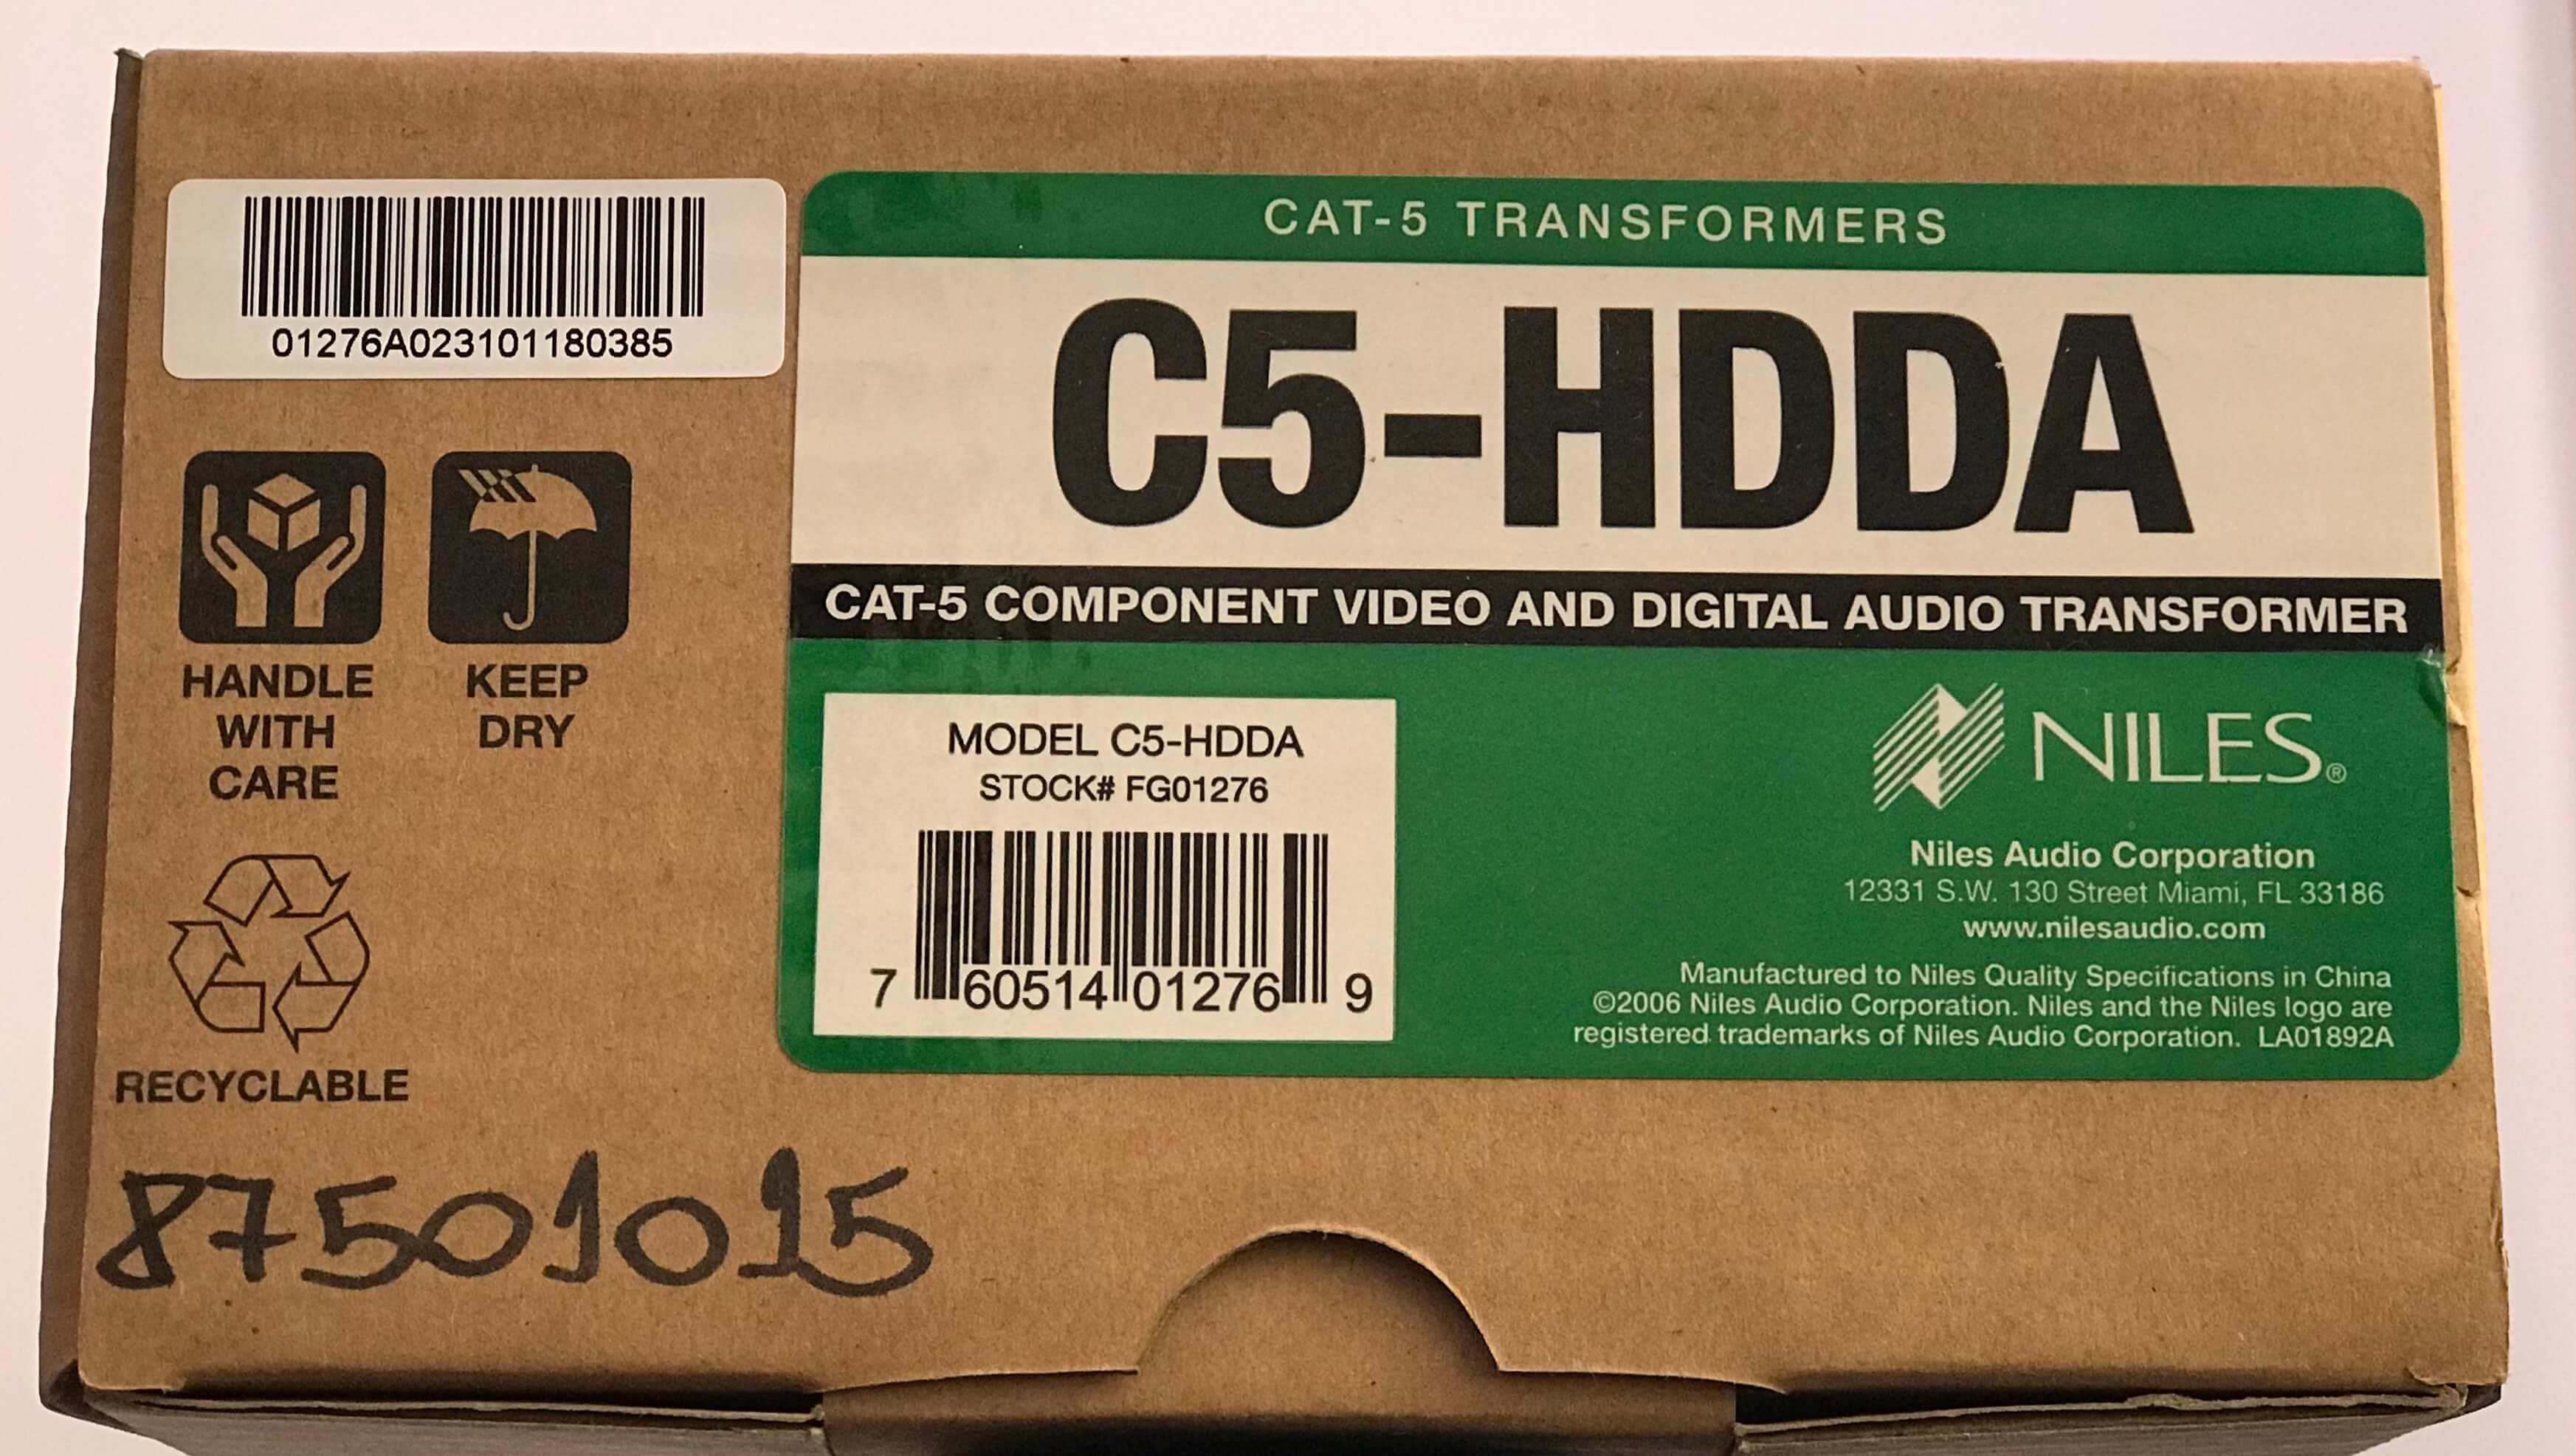 01276A023101180385
HANDLE
WITH
CARE
KEEP
DRY
RECYCLABLE
87501015
CAT-5 TRANSFORMERS
C5-HDDA
CAT-5 COMPONENT VIDEO AND DIGITAL AUDIO TRANSFORMER
MODEL C5-HDDA
STOCK# FG01276
7 60514 01276 9
NILES®
Niles Audio Corporation
12331 S.W. 130 Street Miami, FL 33186
www.nilesaudio.com
Manufactured to Niles Quality Specifications in China
©2006 Niles Audio Corporation. Niles and the Niles logo are
registered trademarks of Niles Audio Corporation. LA01892A